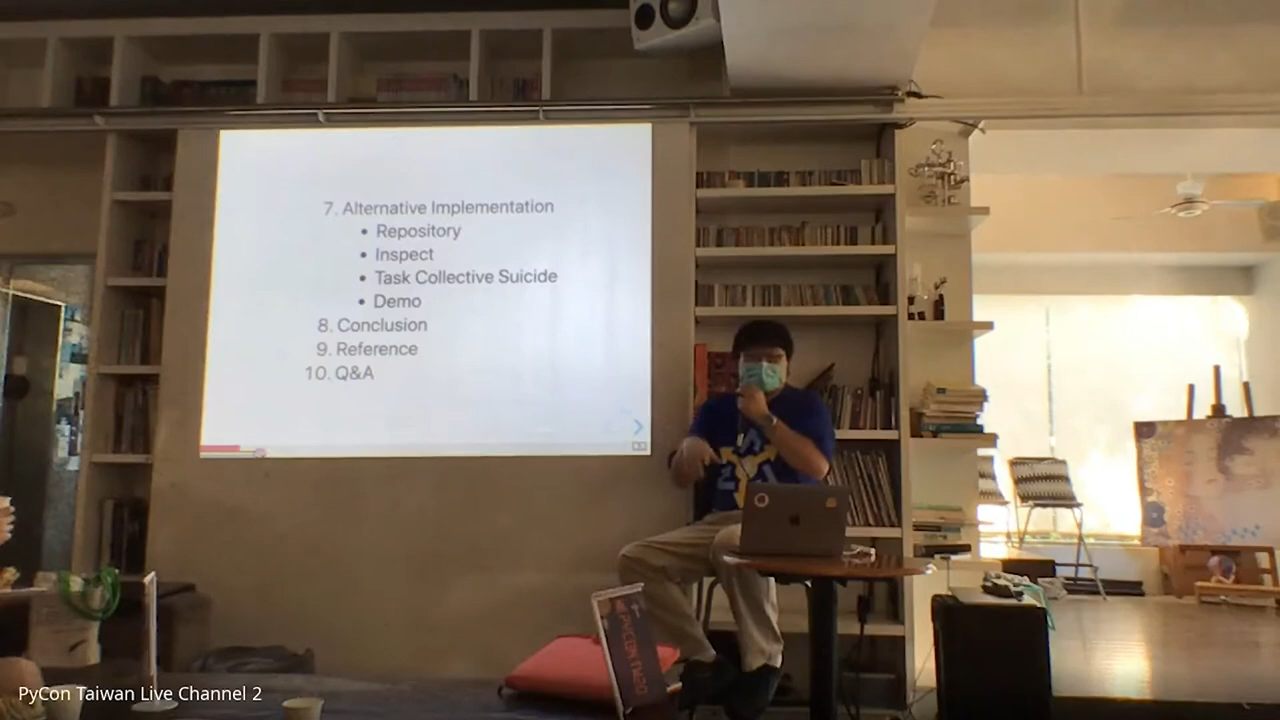 7. Alternative Implementation
• Repository
• Inspect
• Task Collective Suicide
• Demo
8. Conclusion
9. Reference
10. Q&A
PyCon Taiwan Live Channel 2